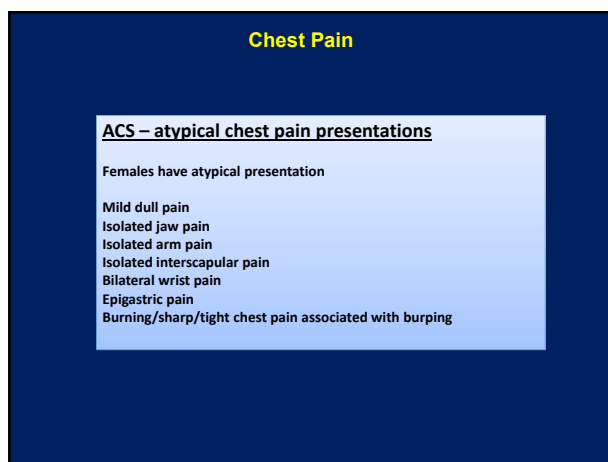 Chest Pain
ACS – atypical chest pain presentations
Females have atypical presentation
Mild dull pain
Isolated jaw pain
Isolated arm pain
Isolated interscapular pain
Bilateral wrist pain
Epigastric pain
Burning/sharp/tight chest pain associated with burping